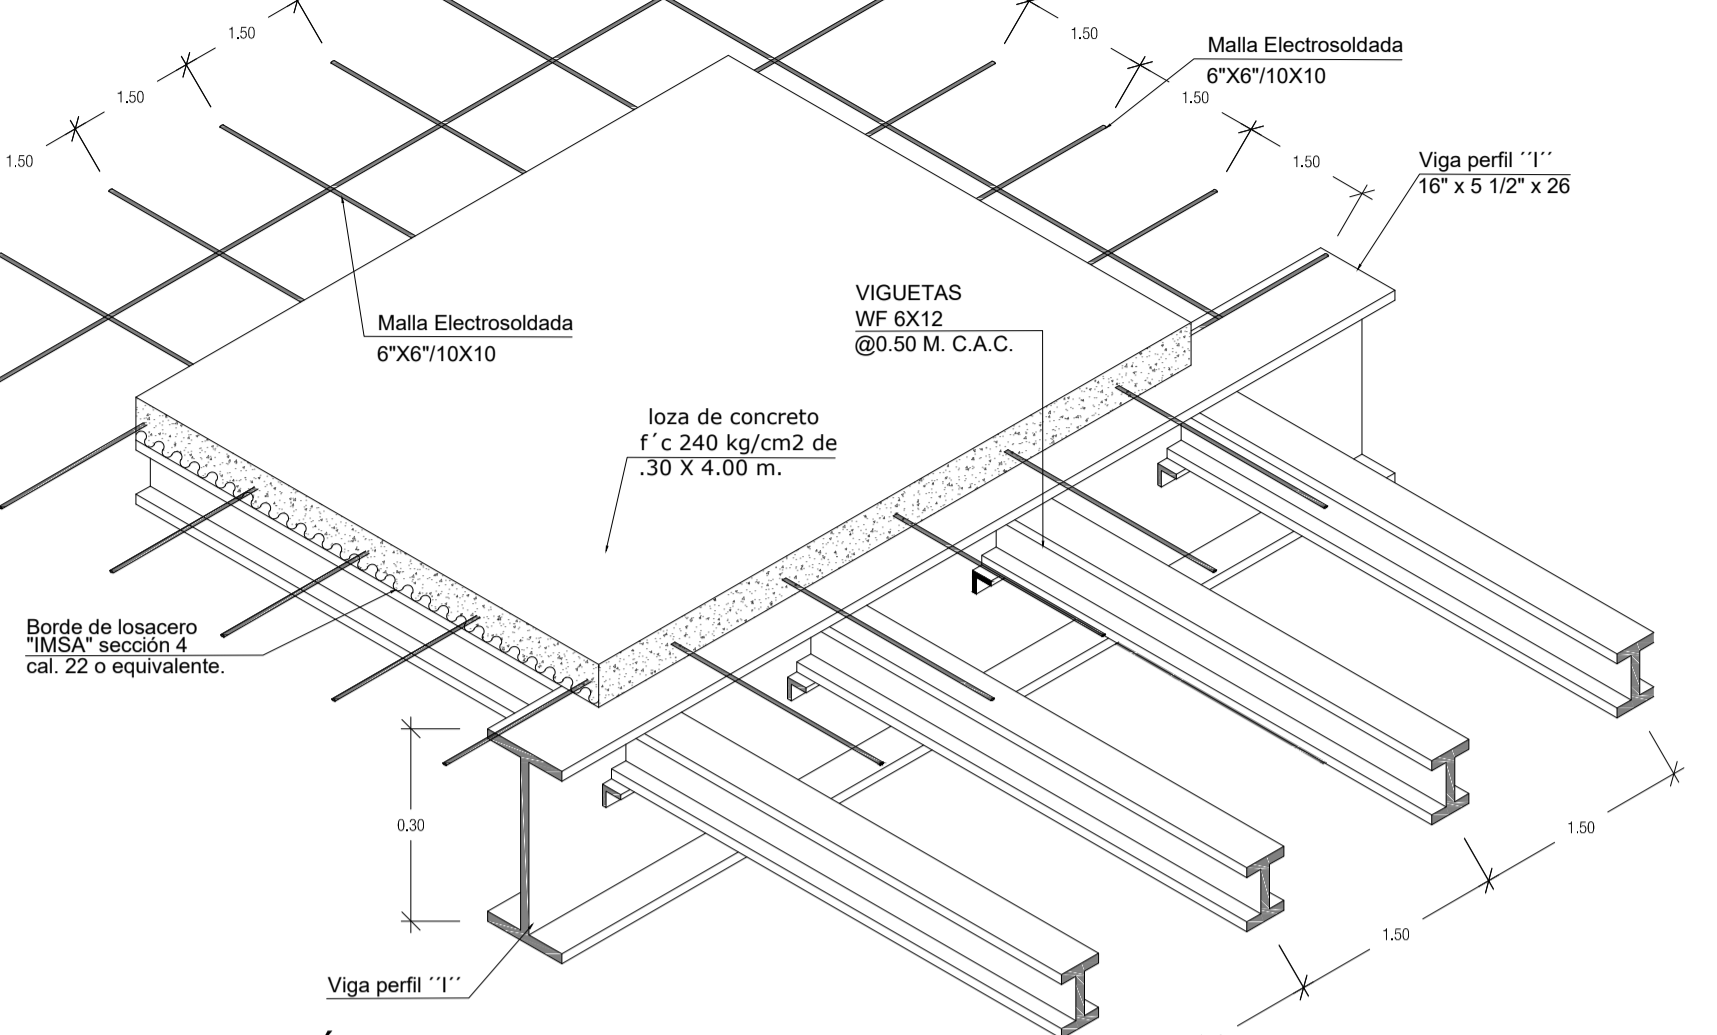 1.50
1.50
1.50
1.50
1.50
1.50
Malla Electrosoldada
6"X6"/10X10
Viga perfil ´´I´´
16" x 5 1/2" x 26
VIGUETAS
WF 6X12
@0.50 M. C.A.C.
Malla Electrosoldada
6"X6"/10X10
loza de concreto
f´c 240 kg/cm2 de
.30 X 4.00 m.
Borde de losacero
"IMSA" sección 4
cal. 22 o equivalente.
0.30
1.50
1.50
Viga perfil ´´I´´